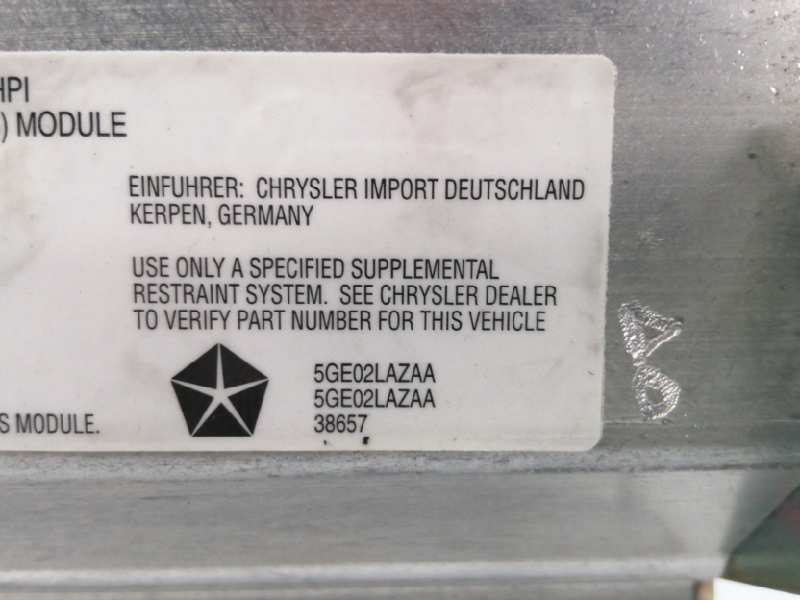 HPI
) MODULE
EINFUHRER: CHRYSLER IMPORT DEUTSCHLAND
KERPEN, GERMANY
USE ONLY A SPECIFIED SUPPLEMENTAL
RESTRAINT SYSTEM. SEE CHRYSLER DEALER
TO VERIFY PART NUMBER FOR THIS VEHICLE
5GE02LAZAA
5GE02LAZAA
S MODULE.
38657